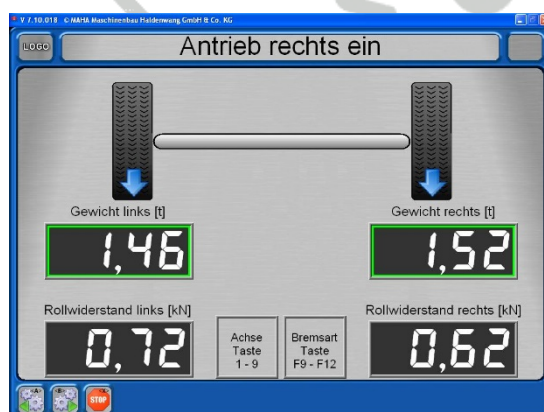 V 7.10.018 © MAHA Maschinenbau Haldenwang GmbH & Co. KG
LOGO
Antrieb rechts ein
Gewicht links [t]
Gewicht rechts [t]
1,46
1,52
Rollwiderstand links [kN]
Rollwiderstand rechts [kN]
0,72
Achse
Taste
1 - 9
Bremsart
Taste
F9 - F12
0,62
<A>
<B>
STOP